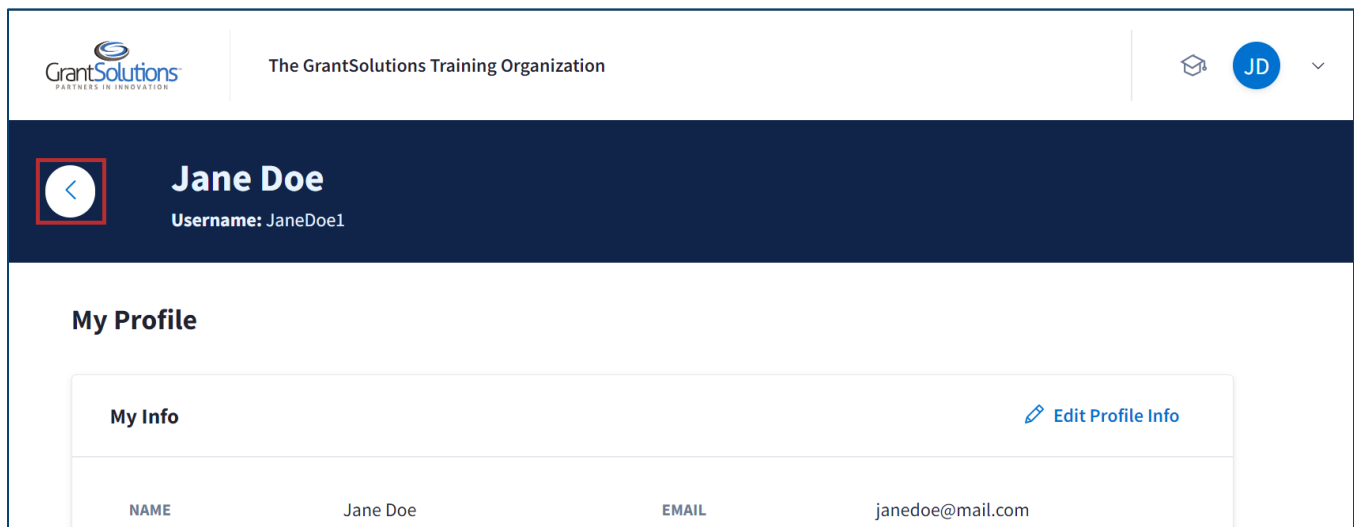 GrantSolutions
PARTNERS IN INNOVATION
The GrantSolutions Training Organization
JD
Jane Doe
Username: JaneDoe1
My Profile
My Info
Edit Profile Info
NAME Jane Doe EMAIL janedoe@mail.com